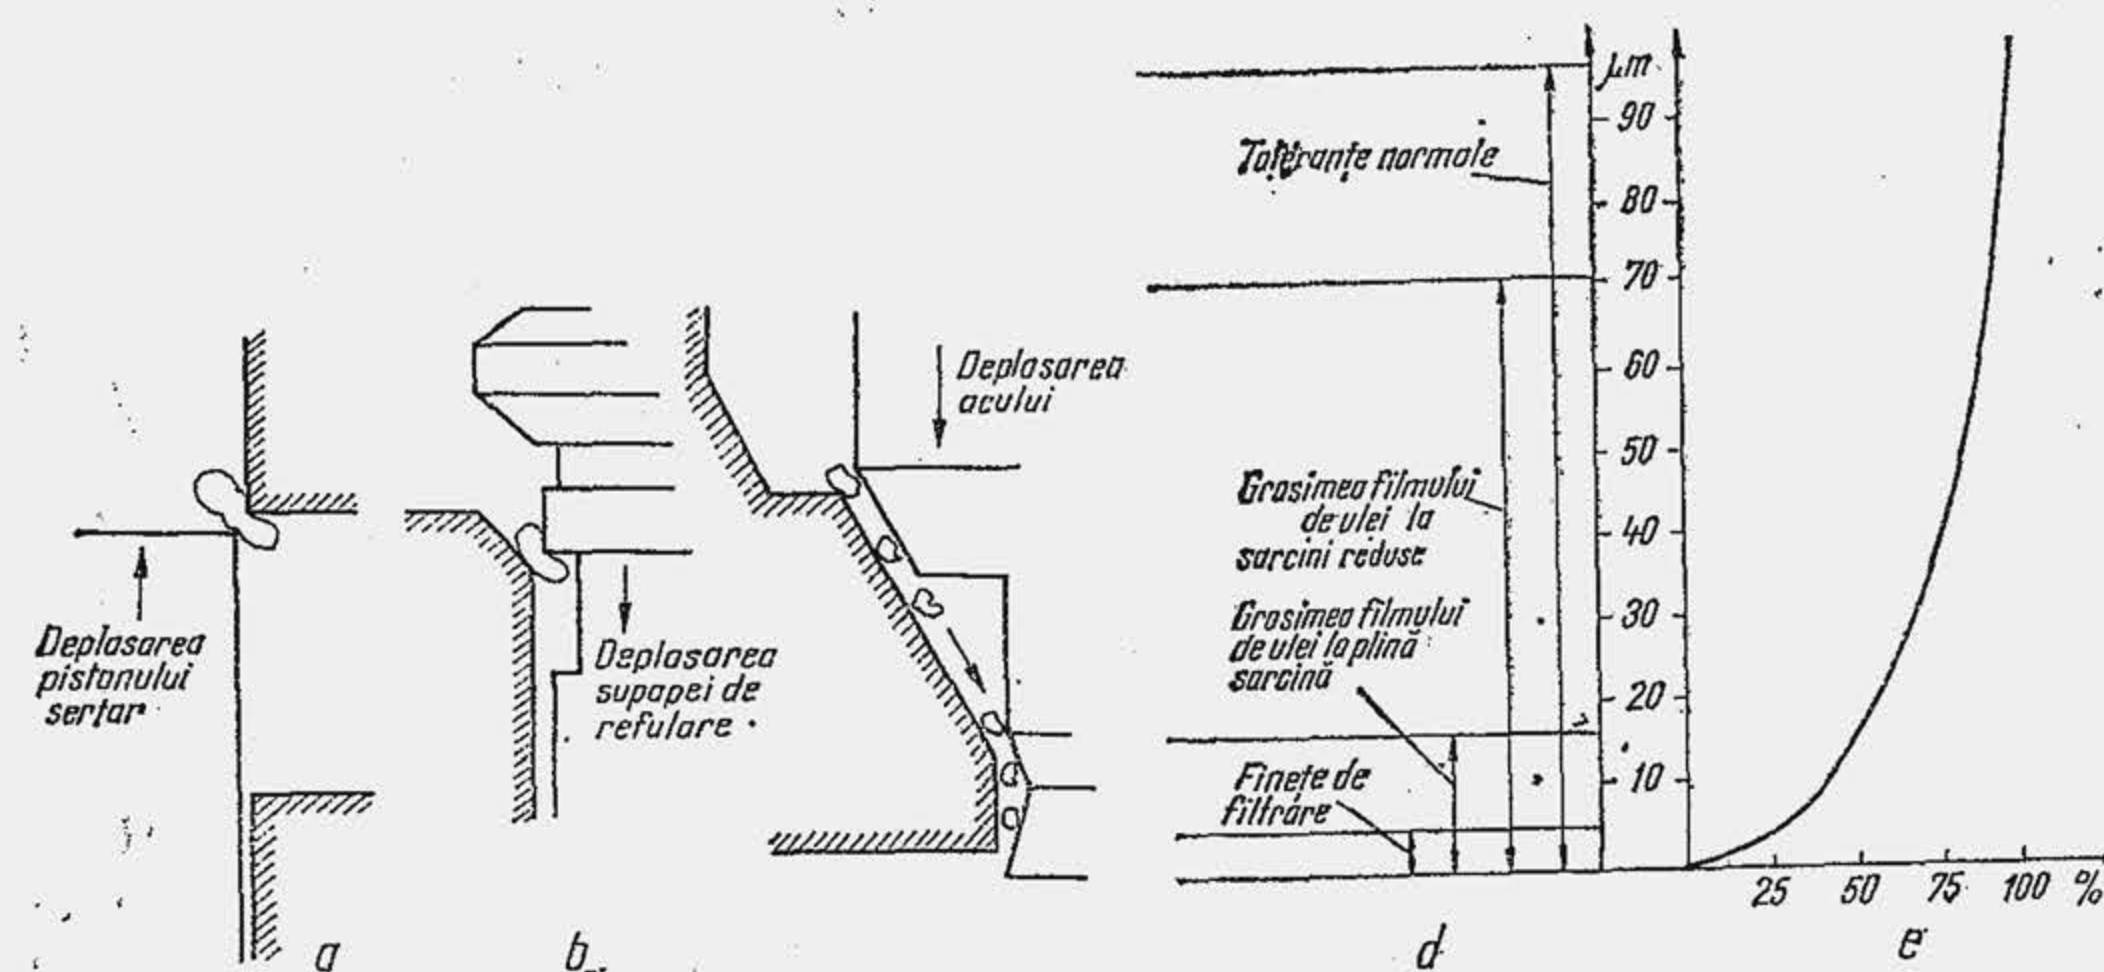 Deplasarea
pistonului
sertar
a
Deplasarea
supapei de
refulare
b
Deplasarea
acului
Toleranțe normale
Grosimea filmului
de ulei la
sarcini reduse
Grosimea filmului
de ulei la plină
sarcină
Finețe de
filtrare
d
μm
90
80
70
60
50
40
30
20
10
25 50 75 100 %
e